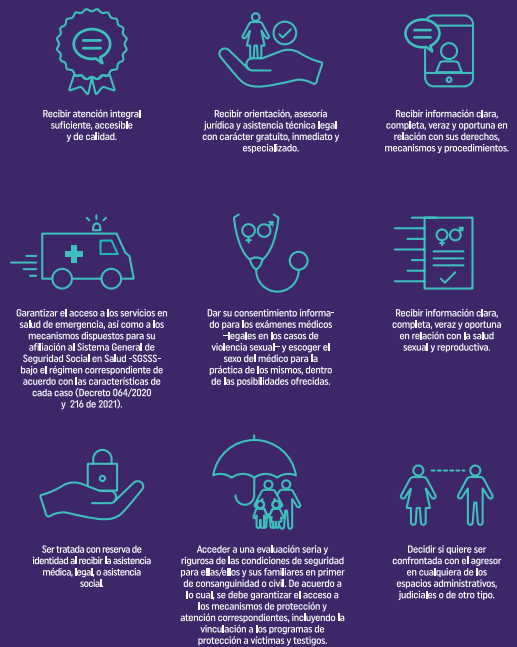 Recibir atención integral
suficiente, accesible
y de calidad.
Recibir orientación, asesoría
jurídica y asistencia técnica legal
con carácter gratuito, inmediato y
especializado.
Recibir información clara,
completa, veraz y oportuna en
relación con sus derechos,
mecanismos y procedimientos.
Garantizar el acceso a los servicios en
salud de emergencia, así como a los
mecanismos dispuestos para su
afiliación al Sistema General de
Seguridad Social en Salud -SGSSS-
bajo el régimen correspondiente de
acuerdo con las características de
cada caso (Decreto 064/2020
y 216 de 2021).
Dar su consentimiento informa-
do para los exámenes médicos
–legales en los casos de
violencia sexual– y escoger el
sexo del médico para la
práctica de los mismos, dentro
de las posibilidades ofrecidas.
Recibir información clara,
completa, veraz y oportuna
en relación con la salud
sexual y reproductiva.
Ser tratada con reserva de
identidad al recibir la asistencia
médica, legal, o asistencia
social.
Acceder a una evaluación seria y
rigurosa de las condiciones de seguridad
para ellas/ellos y sus familiares en primer
de consanguinidad o civil. De acuerdo a
lo cual, se debe garantizar el acceso a
los mecanismos de protección y
atención correspondientes, incluyendo la
vinculación a los programas de
protección a víctimas y testigos.
Decidir si quiere ser
confrontada con el agresor
en cualquiera de los
espacios administrativos,
judiciales o de otro tipo.